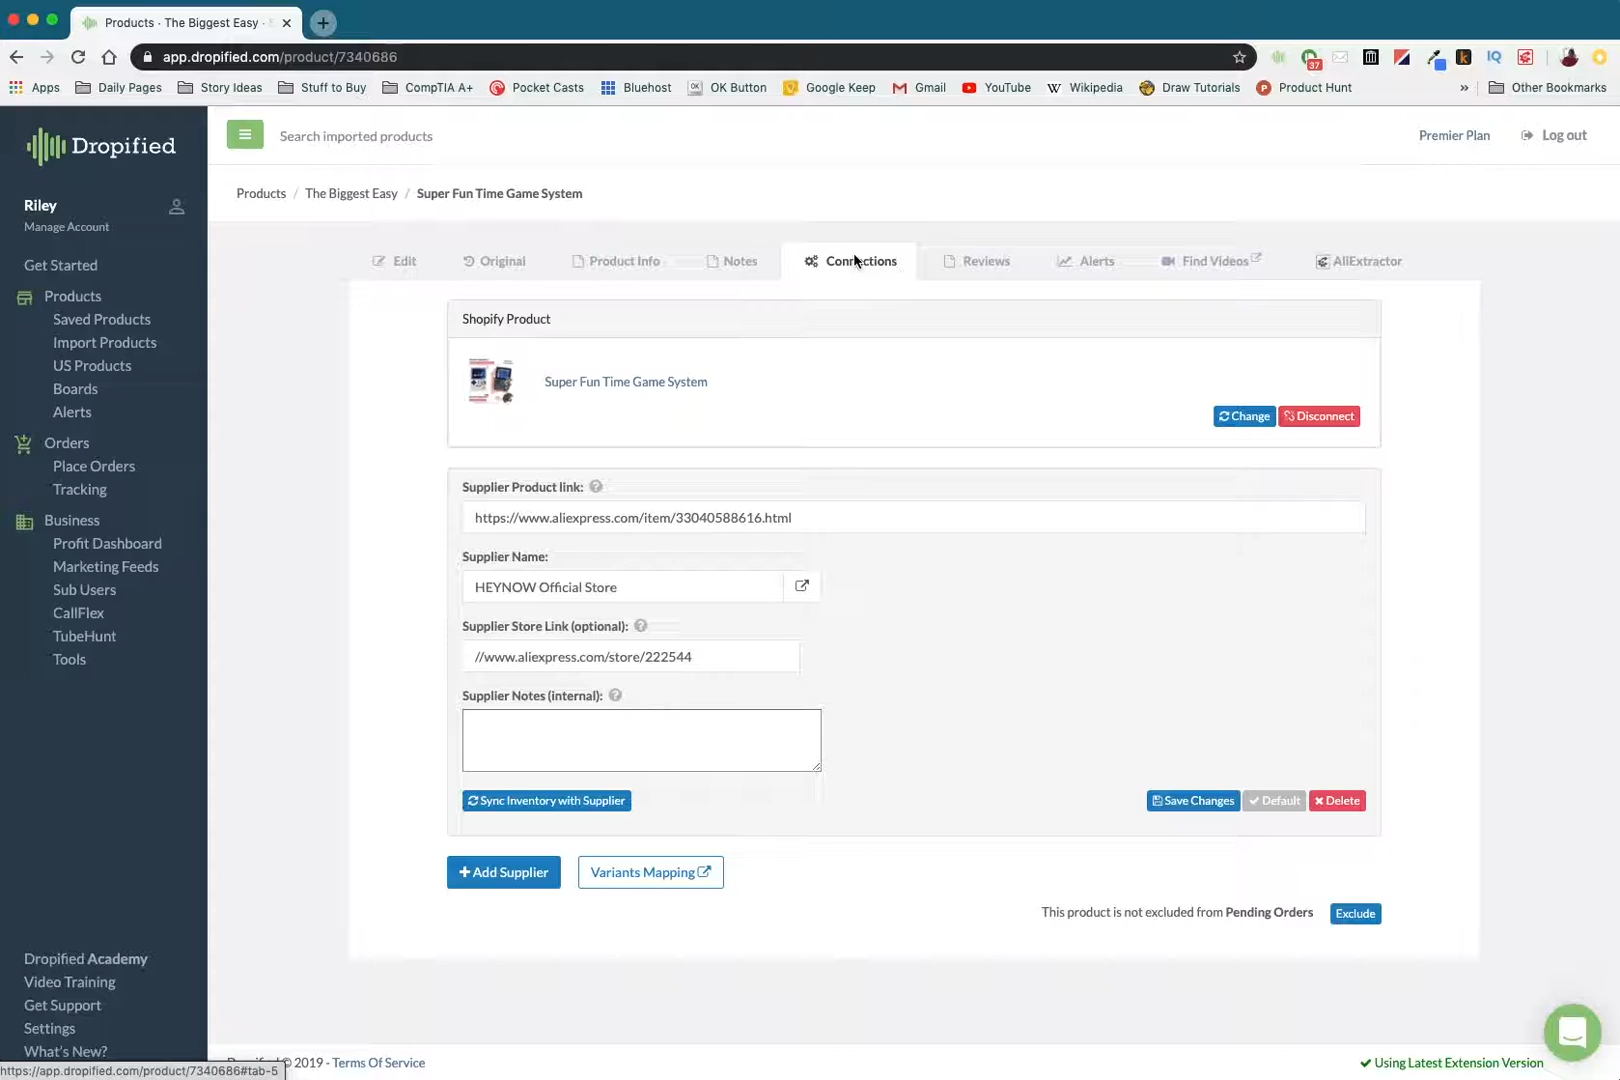 Products · The Biggest Easy ·
app.dropified.com/product/7340686
37
IQ
Apps
Daily Pages
Story Ideas
Stuff to Buy
CompTIA A+
Pocket Casts
Bluehost
OK Button
Google Keep
Gmail
YouTube
Wikipedia
Draw Tutorials
Product Hunt
»
Other Bookmarks
Dropified
Search imported products
Premier Plan
Log out
Riley
Manage Account
Products / The Biggest Easy / Super Fun Time Game System
Get Started
Products
Saved Products
Import Products
US Products
Boards
Alerts
Orders
Place Orders
Tracking
Business
Profit Dashboard
Marketing Feeds
Sub Users
CallFlex
TubeHunt
Tools
Dropified Academy
Video Training
Get Support
Settings
What's New?
Edit
Original
Product Info
Notes
Connections
Reviews
Alerts
Find Videos
AliExtractor
Shopify Product
Super Fun Time Game System
Change
Disconnect
Supplier Product link:
https://www.aliexpress.com/item/33040588616.html
Supplier Name:
HEYNOW Official Store
Supplier Store Link (optional):
//www.aliexpress.com/store/222544
Supplier Notes (internal):
Sync Inventory with Supplier
Save Changes
Default
Delete
+ Add Supplier
Variants Mapping
This product is not excluded from Pending Orders
Exclude
© 2019 - Terms Of Service
Using Latest Extension Version
https://app.dropified.com/product/7340686#tab-5